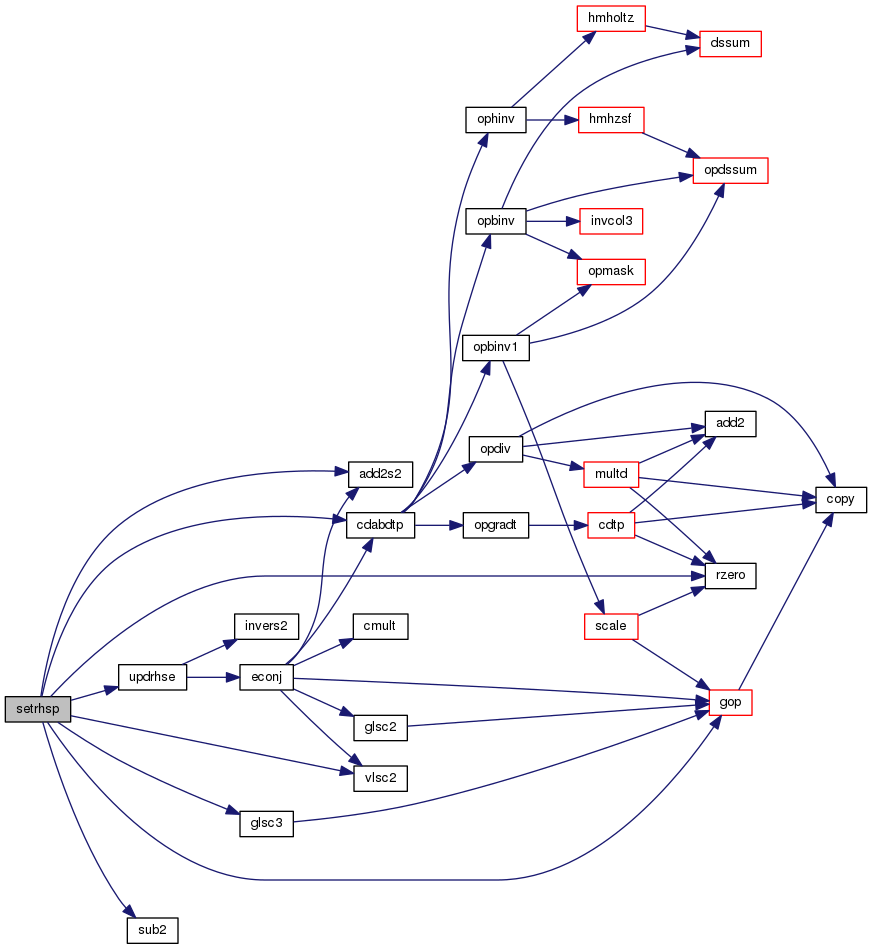 hmholtz
dssum
ophinv
hmhzsf
opdssum
opbinv
invcol3
opmask
opbinv1
add2
opdiv
add2s2
multd
copy
cdabdtp
opgradt
cdtp
rzero
invers2
cmult
scale
updrhse
econj
setrhsp
gop
glsc2
vlsc2
glsc3
sub2